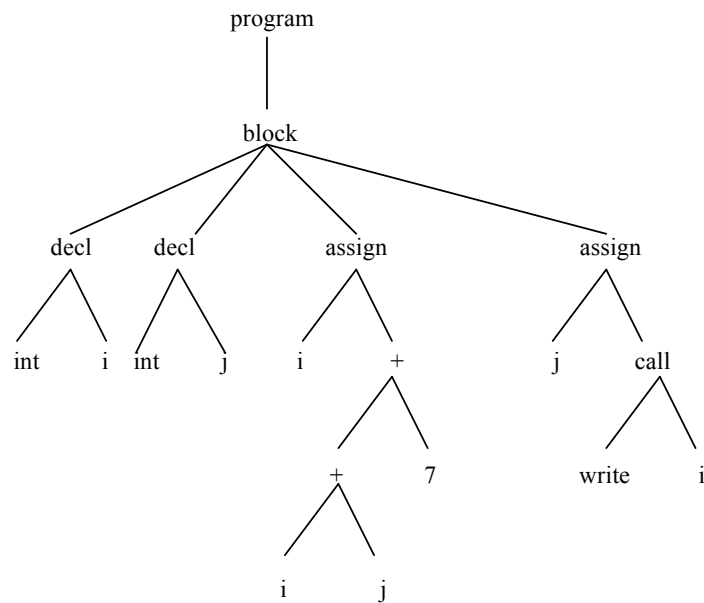 program
block
decl decl assign assign
int i int j i + j call
+ 7 write i
i j